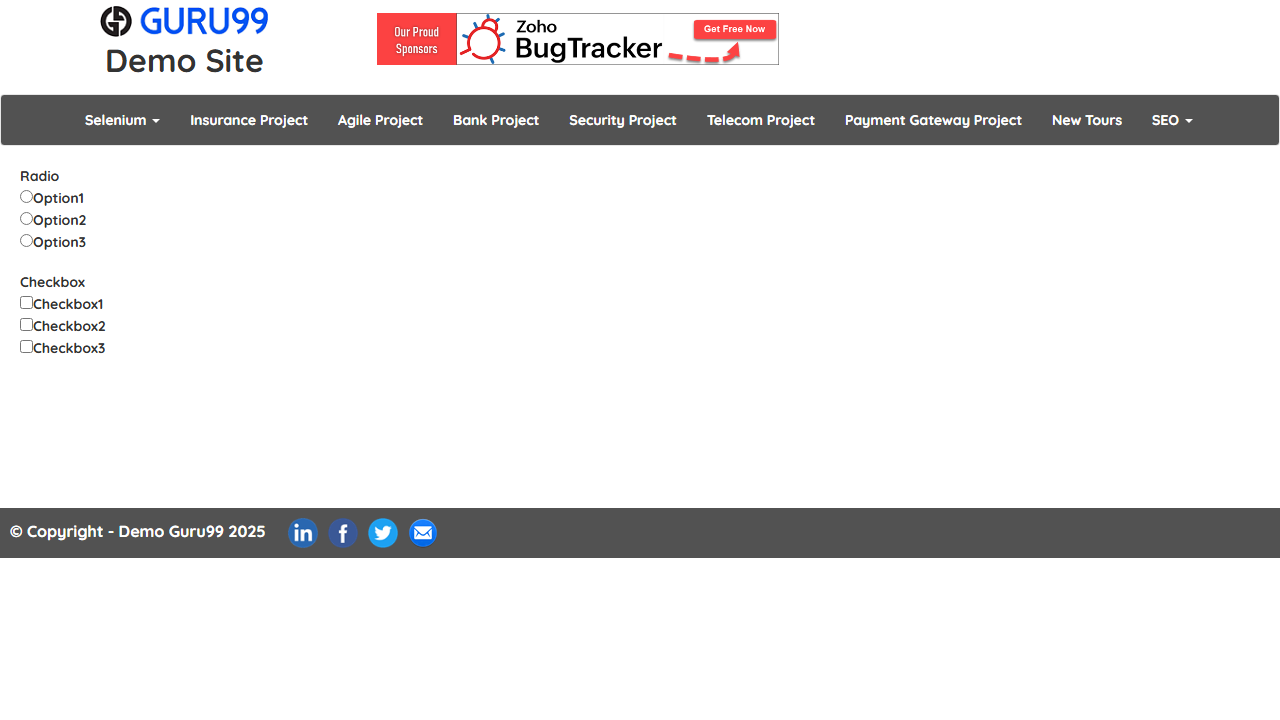 GURU99
Demo Site
Our Proud
Sponsors
Zoho
BugTracker
Get Free Now
Selenium Insurance Project Agile Project Bank Project Security Project Telecom Project Payment Gateway Project New Tours SEO
Radio
Option1
Option2
Option3
Checkbox
Checkbox1
Checkbox2
Checkbox3
© Copyright - Demo Guru99 2025